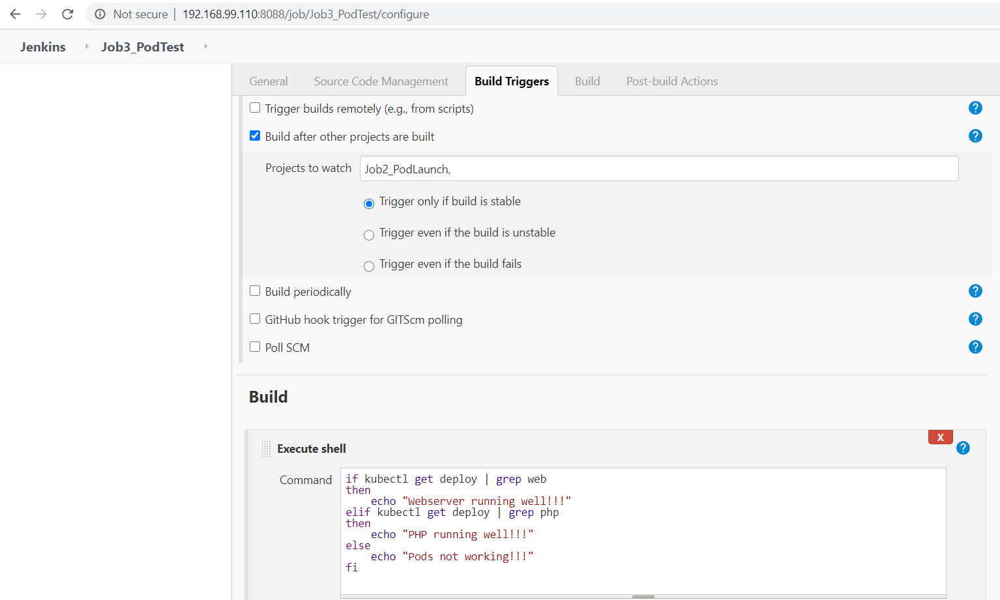 Not secure | 192.168.99.110:8088/job/Job3_PodTest/configure
Jenkins Job3_PodTest
General Source Code Management Build Triggers Build Post-build Actions
Trigger builds remotely (e.g., from scripts) ?
Build after other projects are built ?
Projects to watch Job2_PodLaunch,
Trigger only if build is stable
Trigger even if the build is unstable
Trigger even if the build fails
Build periodically ?
GitHub hook trigger for GITScm polling ?
Poll SCM ?
Build
X
Execute shell ?
Command
if kubectl get deploy | grep web
then
    echo "Webserver running well!!!"
elif kubectl get deploy | grep php
then
    echo "PHP running well!!!"
else
    echo "Pods not working!!!"
fi